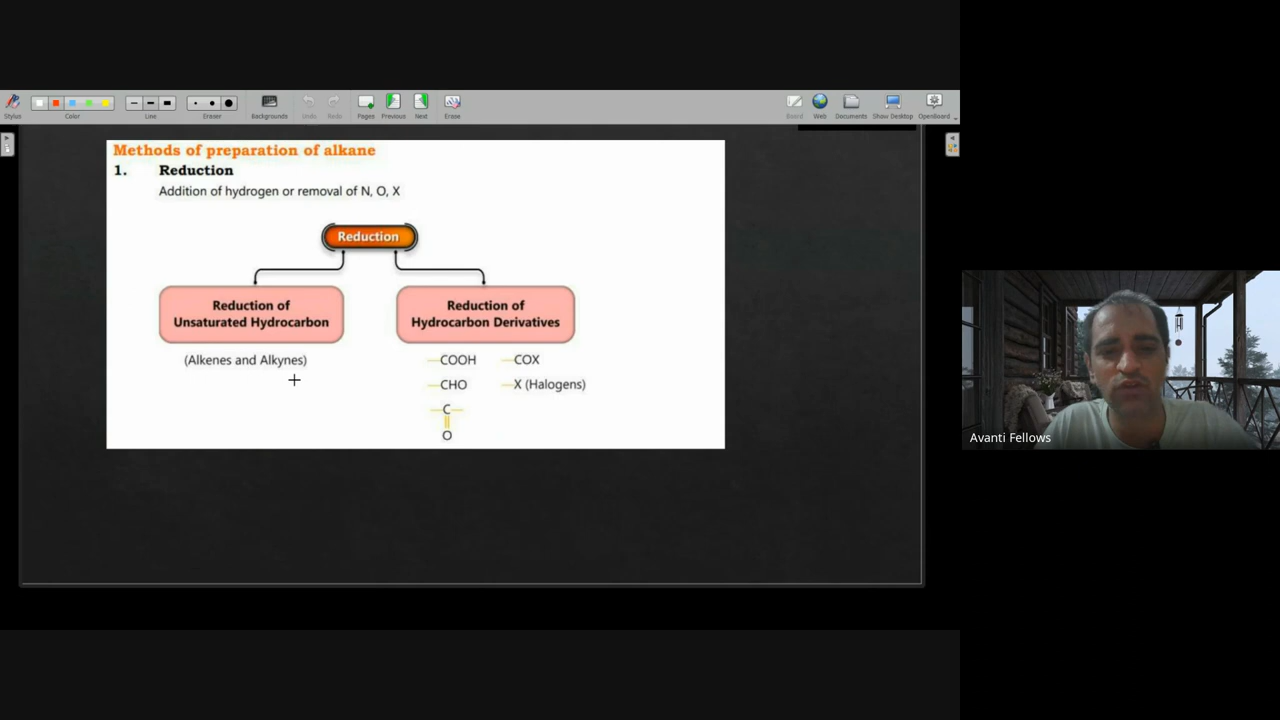 Stylus
Color
Line
Eraser
Backgrounds
Undo
Redo
Pages
Previous
Next
Erase
Board
Web
Documents
Show Desktop
OpenBoard
Methods of preparation of alkane
1. Reduction
Addition of hydrogen or removal of N, O, X
Reduction
Reduction of
Unsaturated Hydrocarbon
(Alkenes and Alkynes)
Reduction of
Hydrocarbon Derivatives
—COOH —COX
—CHO —X (Halogens)
—C—
||
O
Avanti Fellows